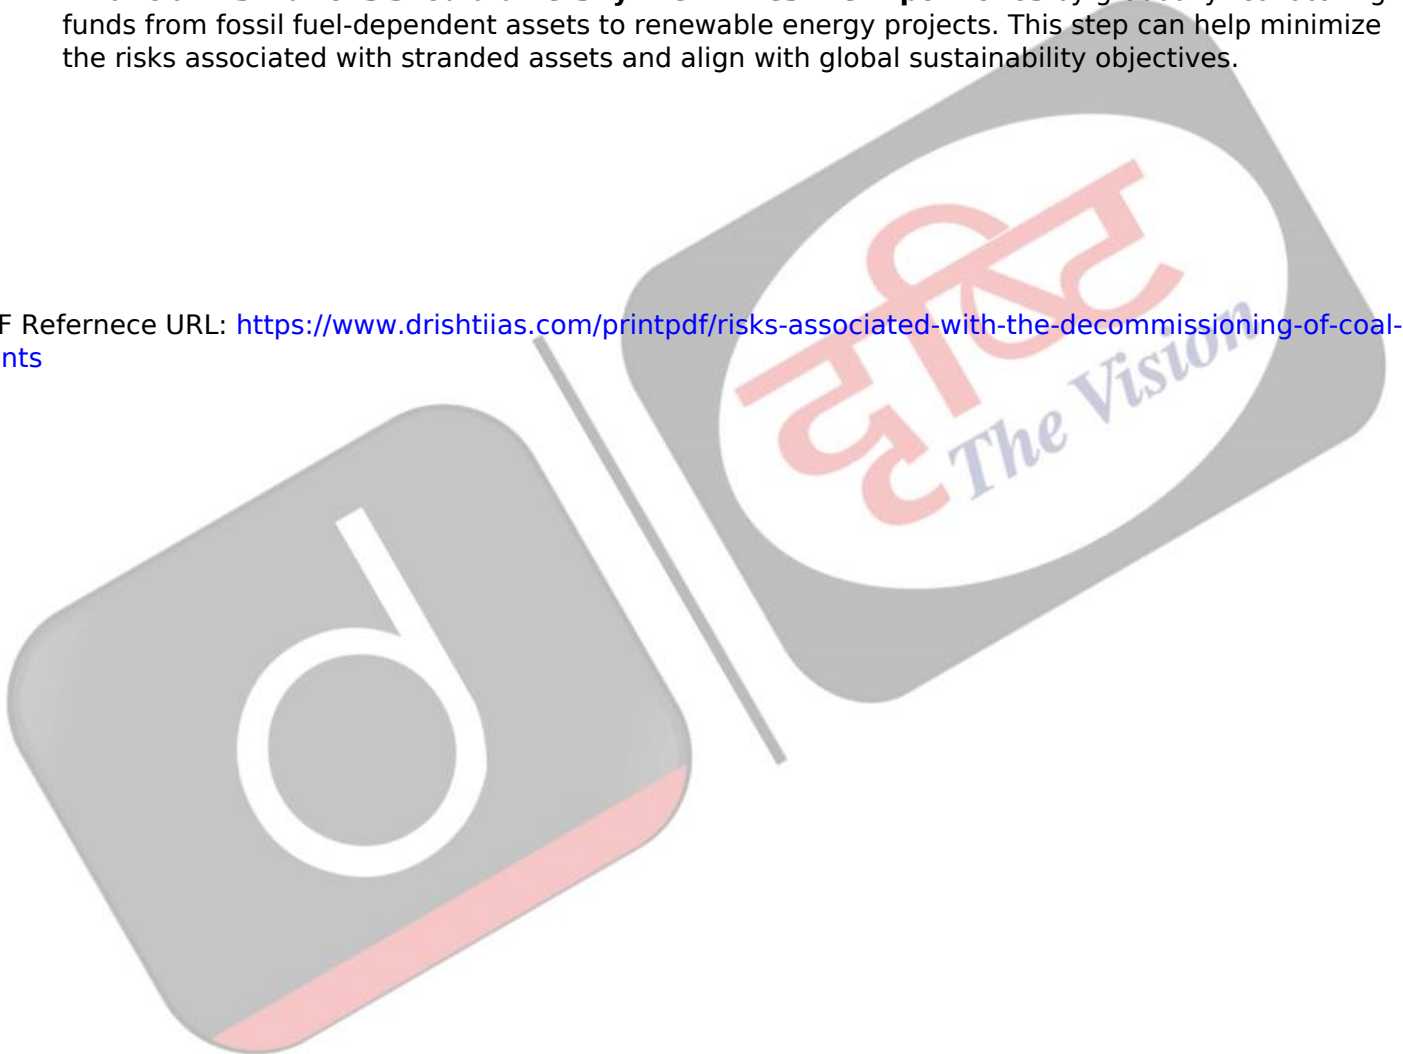 funds from fossil fuel-dependent assets to renewable energy projects. This step can help minimize
the risks associated with stranded assets and align with global sustainability objectives.
दृष्टि
The Vision
F Refernece URL: https://www.drishtiias.com/printpdf/risks-associated-with-the-decommissioning-of-coal-
nts
d